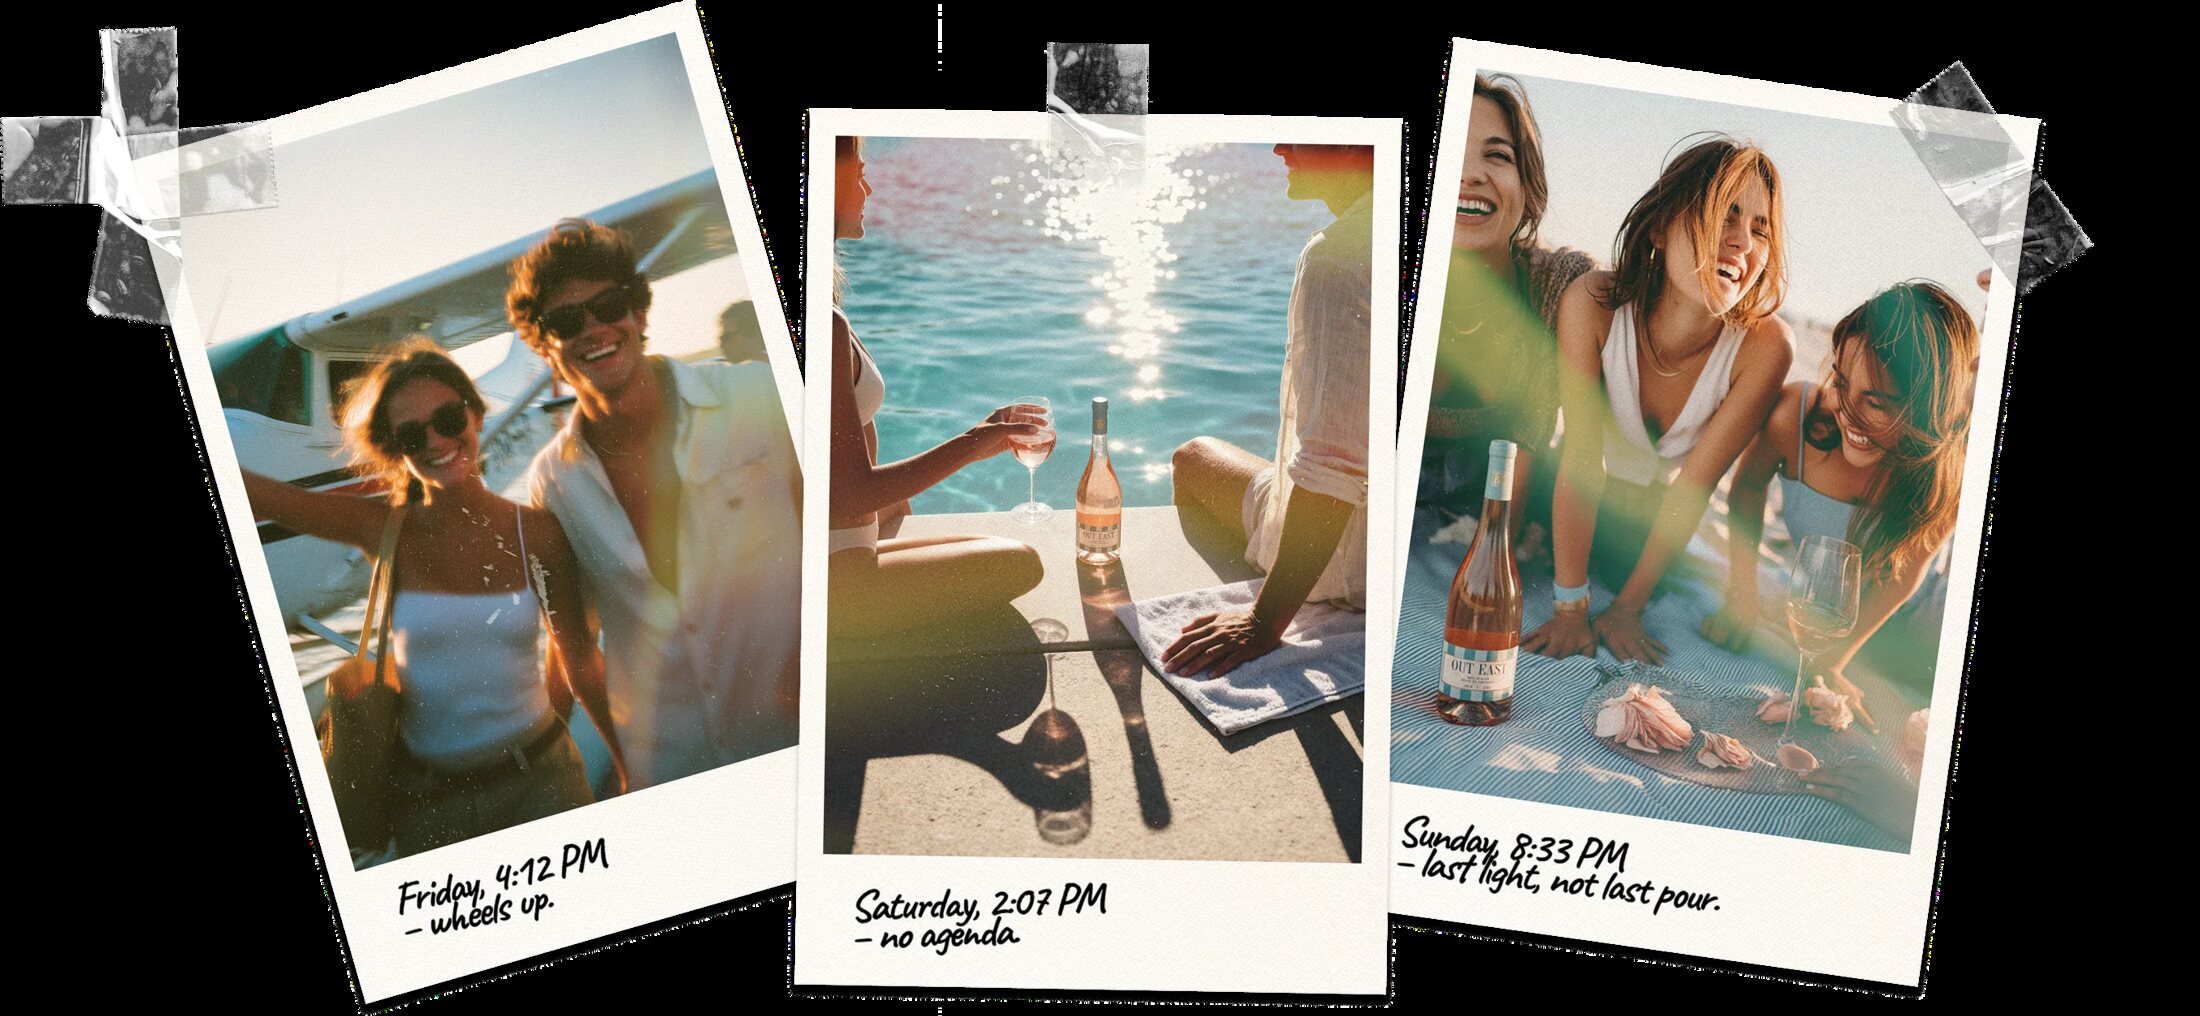 Friday, 4:12 PM
– wheels up.
OUT EAST
Saturday, 2:07 PM
– no agenda
OUT EAST
Sunday, 8:33 PM
– last light, not last pour.